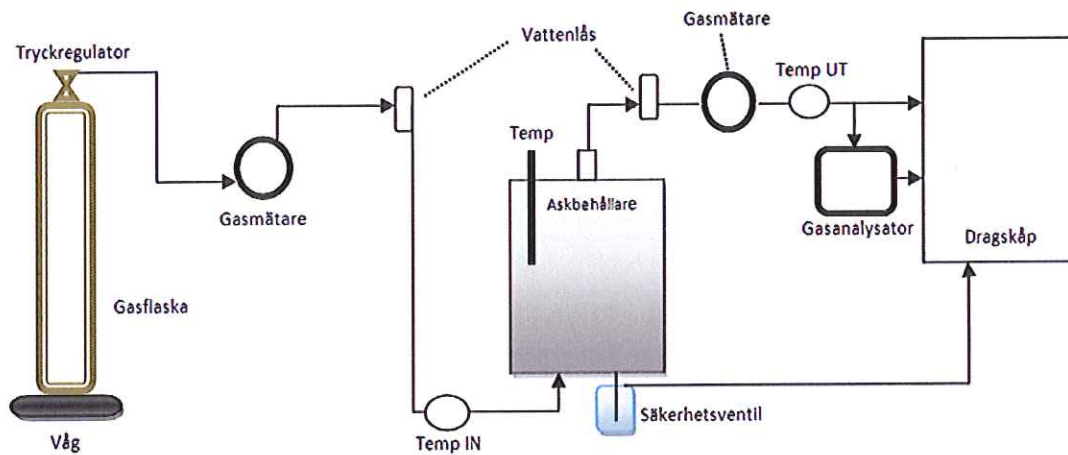 Tryckregulator
Gasflaska
Våg
Gasmätare
Vattenlås
Temp IN
Temp
Askbehållare
Säkerhetsventil
Gasmätare
Temp UT
Gasanalysator
Dragskåp